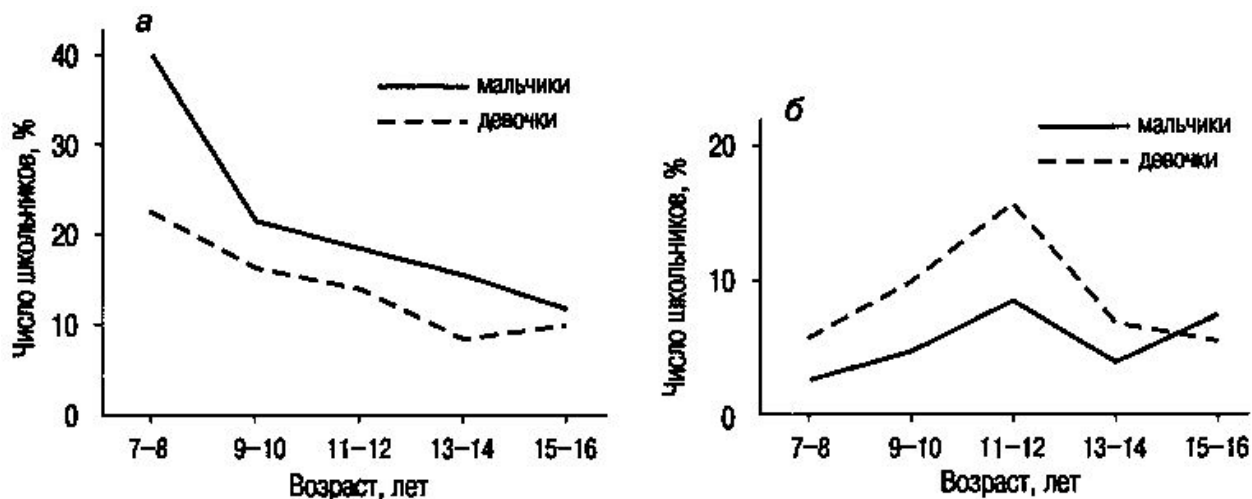 а
40
30
20
10
0
Число школьников, %
мальчики
девочки
7–8
9–10
11–12
13–14
15–16
Возраст, лет
б
20
10
0
Число школьников, %
мальчики
девочки
7–8
9–10
11–12
13–14
15–16
Возраст, лет